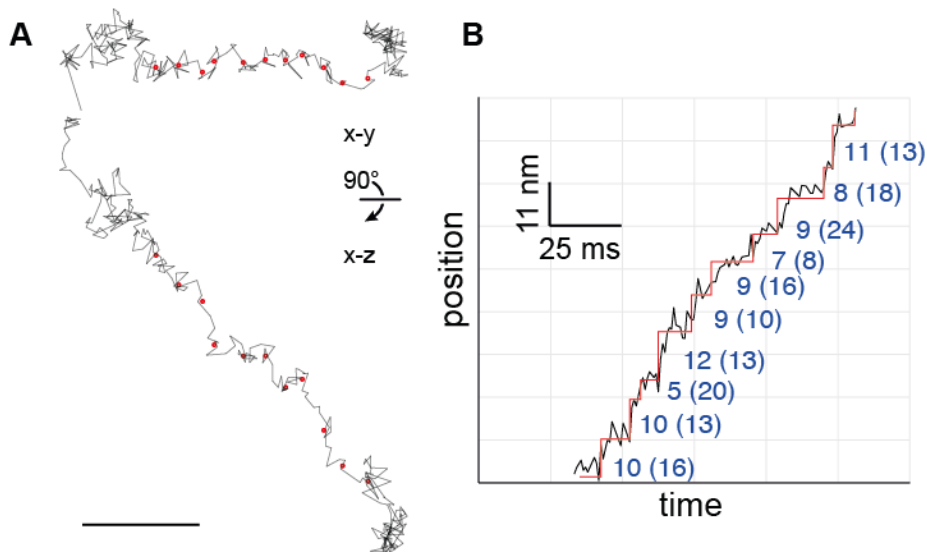 A
x-y
90°
x-z
B
position
11 nm
25 ms
11 (13)
8 (18)
9 (24)
7 (8)
9 (16)
9 (10)
12 (13)
5 (20)
10 (13)
10 (16)
time